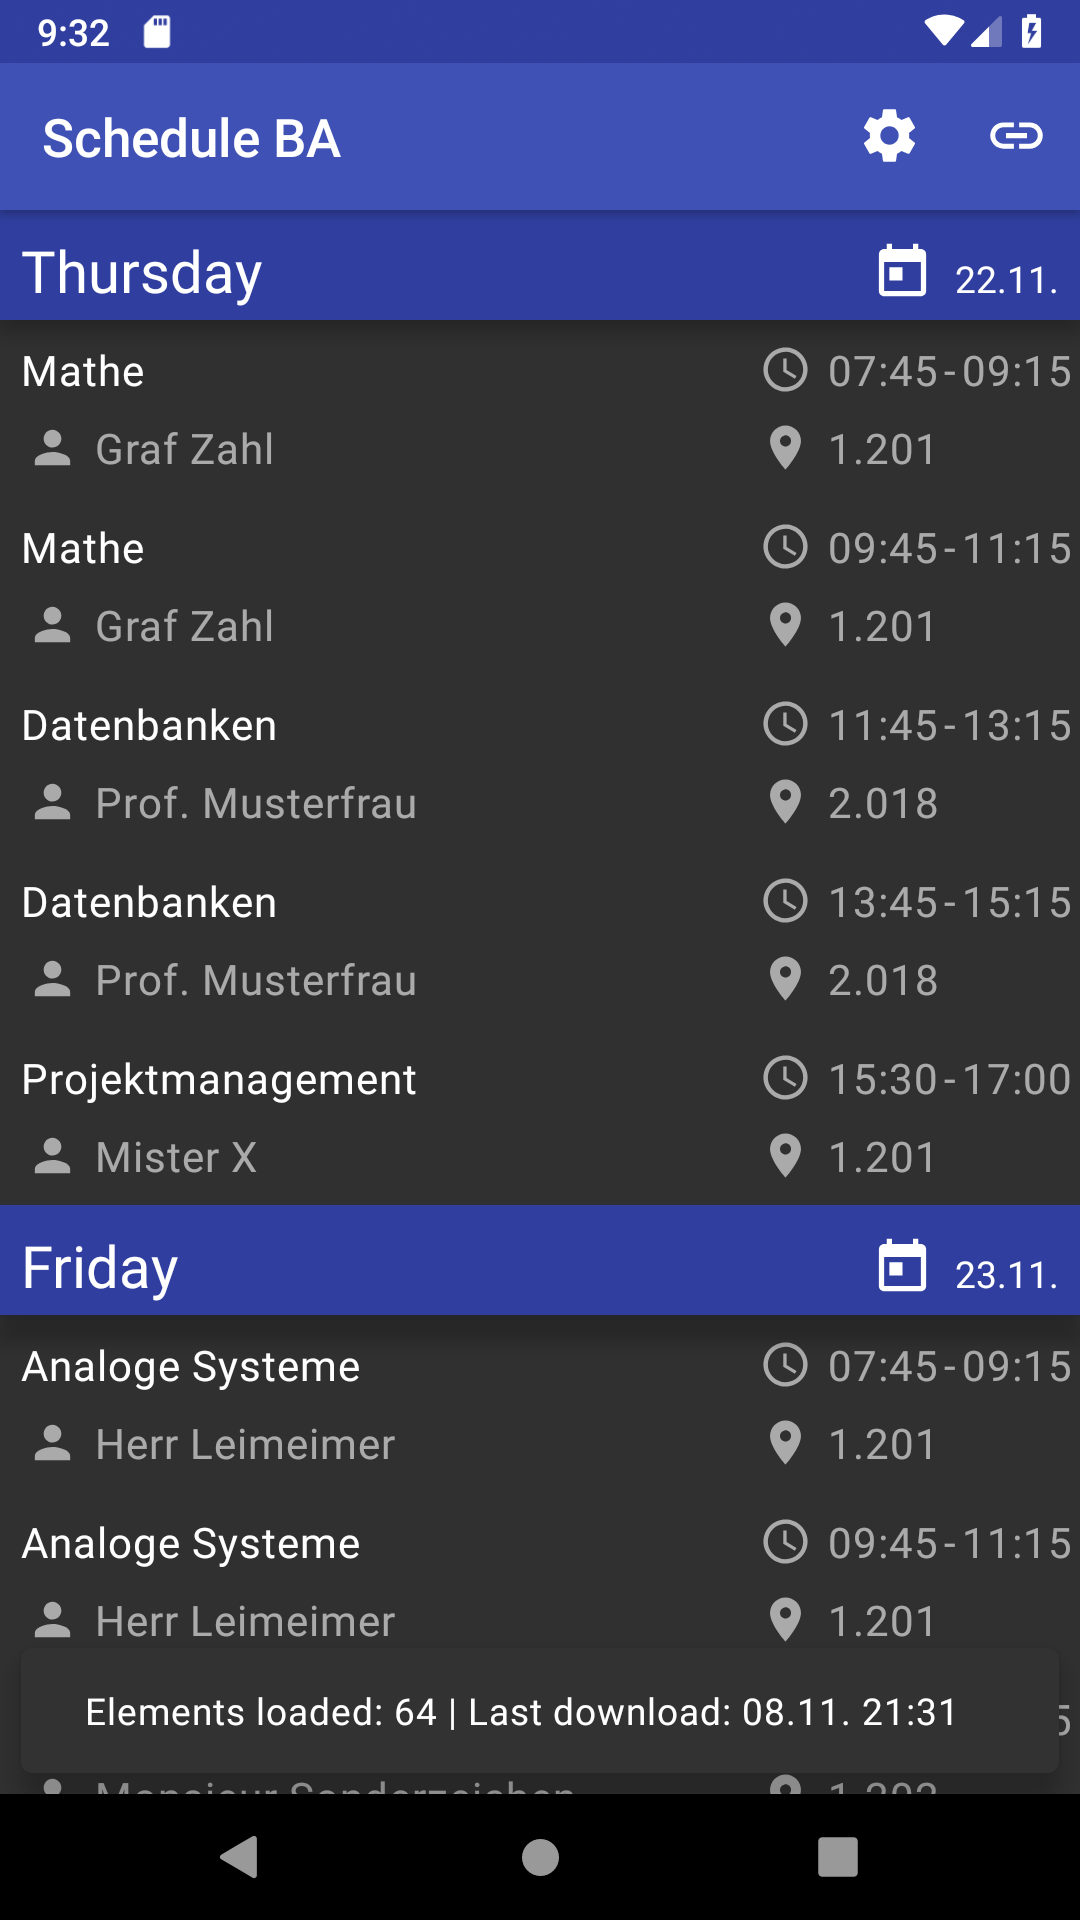 9:32
Schedule BA
Thursday 22.11.
Mathe 07:45-09:15
Graf Zahl 1.201
Mathe 09:45-11:15
Graf Zahl 1.201
Datenbanken 11:45-13:15
Prof. Musterfrau 2.018
Datenbanken 13:45-15:15
Prof. Musterfrau 2.018
Projektmanagement 15:30-17:00
Mister X 1.201
Friday 23.11.
Analoge Systeme 07:45-09:15
Herr Leimeimer 1.201
Analoge Systeme 09:45-11:15
Herr Leimeimer 1.201
Elements loaded: 64 | Last download: 08.11. 21:31
Monsieur Sonderzeichen